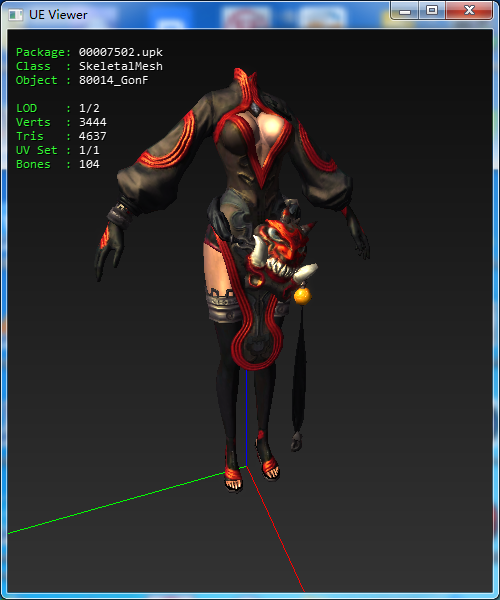 UE Viewer
Package: 00007502.upk
Class : SkeletalMesh
Object : 80014_GonF
LOD : 1/2
Verts : 3444
Tris : 4637
UV Set : 1/1
Bones : 104